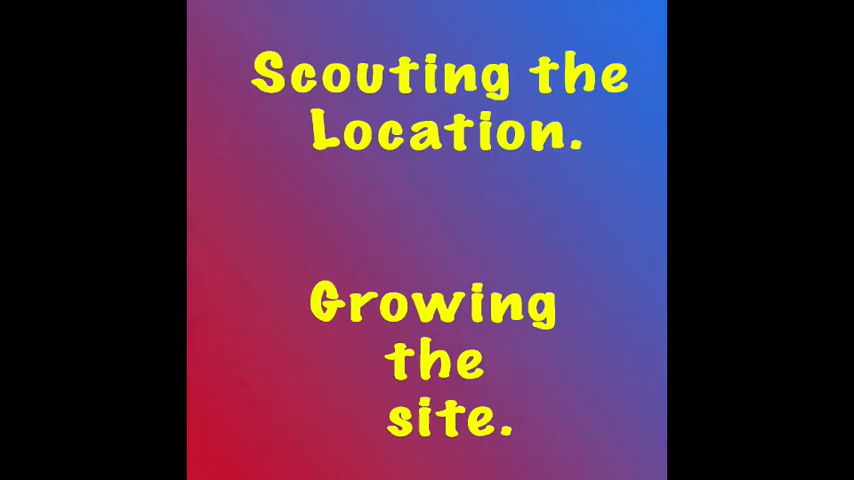 Scouting the
Location.
Growing
the
site.